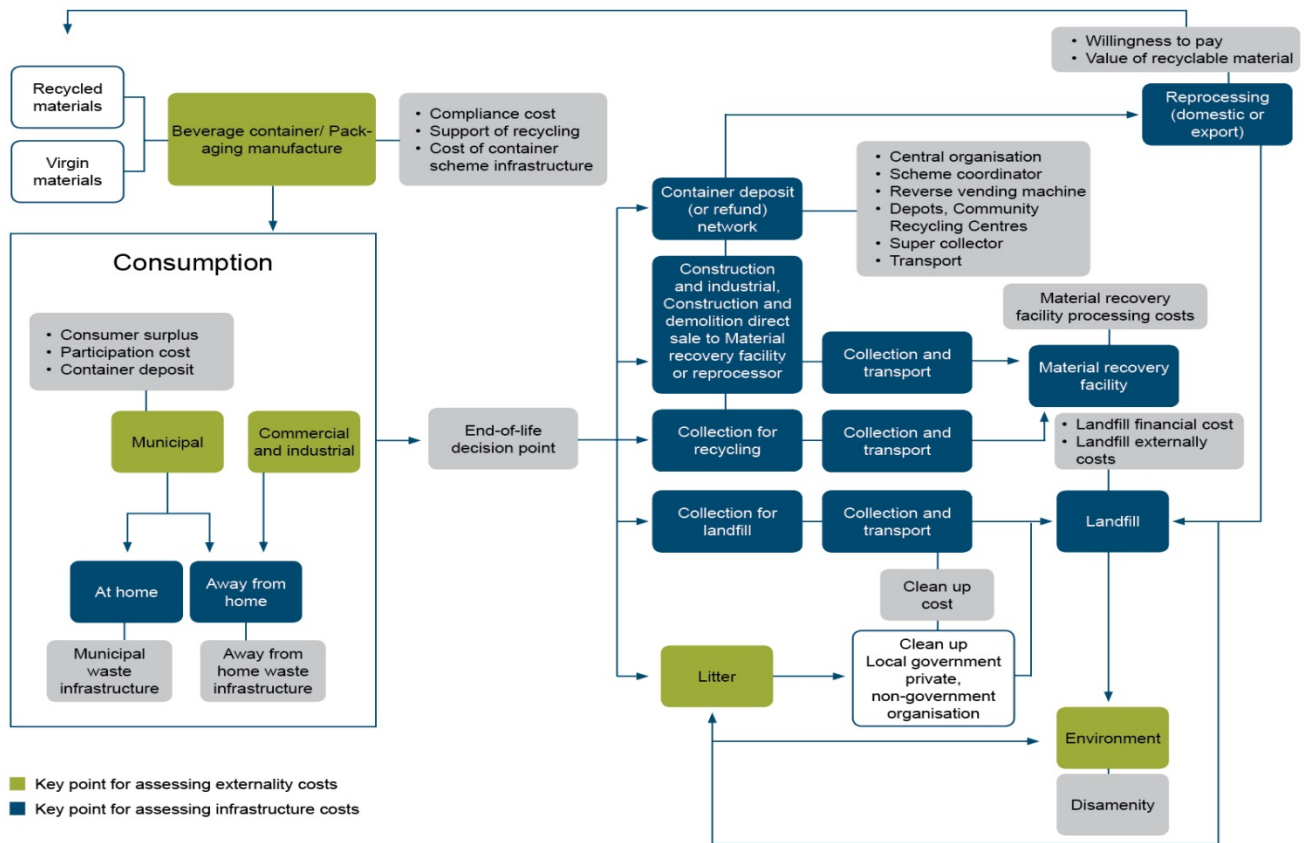 • Willingness to pay
• Value of recyclable material
Recycled
materials
Virgin
materials
Beverage container/ Pack-
aging manufacture
• Compliance cost
• Support of recycling
• Cost of container
scheme infrastructure
Reprocessing
(domestic or
export)
Container deposit
(or refund)
network
• Central organisation
• Scheme coordinator
• Reverse vending machine
• Depots, Community
Recycling Centres
• Super collector
• Transport
Consumption
• Consumer surplus
• Participation cost
• Container deposit
Municipal
Commercial
and industrial
At home
Away from
home
Municipal
waste
infrastructure
Away from
home waste
infrastructure
End-of-life
decision point
Construction
and industrial,
Construction and
demolition direct
sale to Material
recovery facility
or reprocessor
Collection and
transport
Material recovery
facility processing
costs
Material recovery
facility
Collection for
recycling
Collection and
transport
• Landfill financial cost
• Landfill externally
costs
Collection for
landfill
Collection and
transport
Landfill
Clean up
cost
Litter
Clean up
Local government
private,
non-government
organisation
Environment
Disamenity
Key point for assessing externality costs
Key point for assessing infrastructure costs